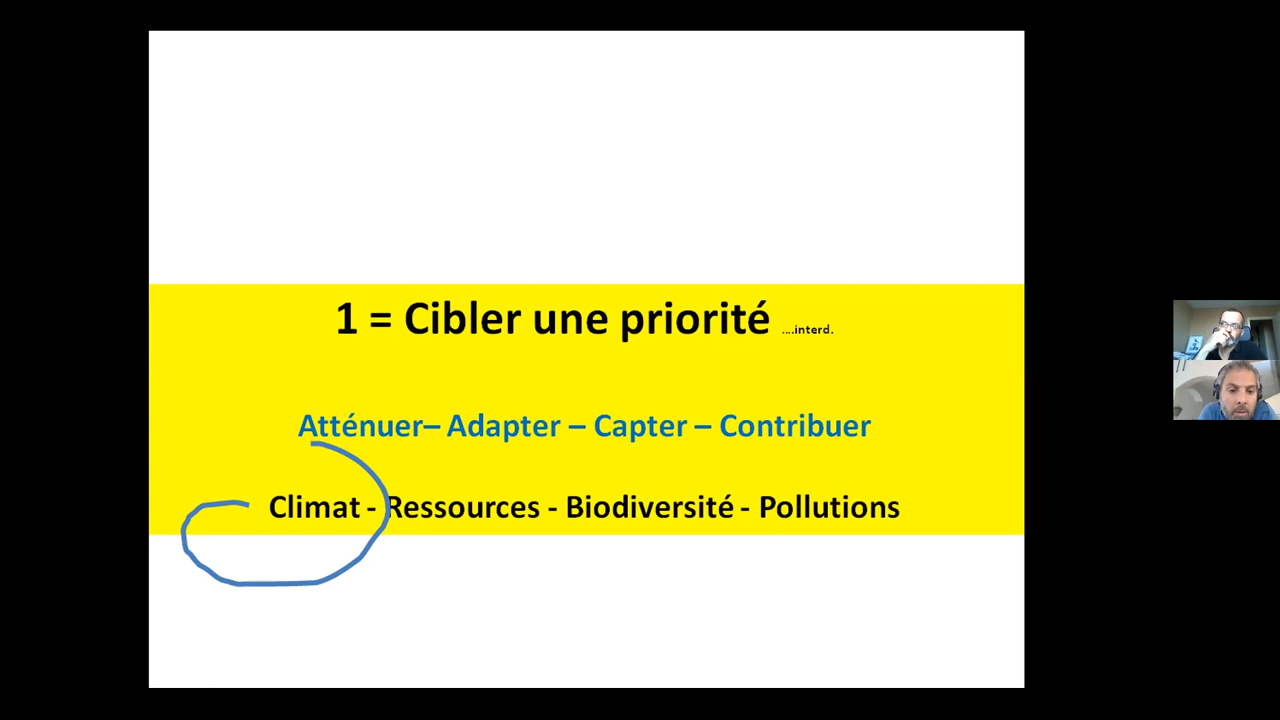 1 = Cibler une priorité ....interd.
Atténuer– Adapter – Capter – Contribuer
Climat - Ressources - Biodiversité - Pollutions